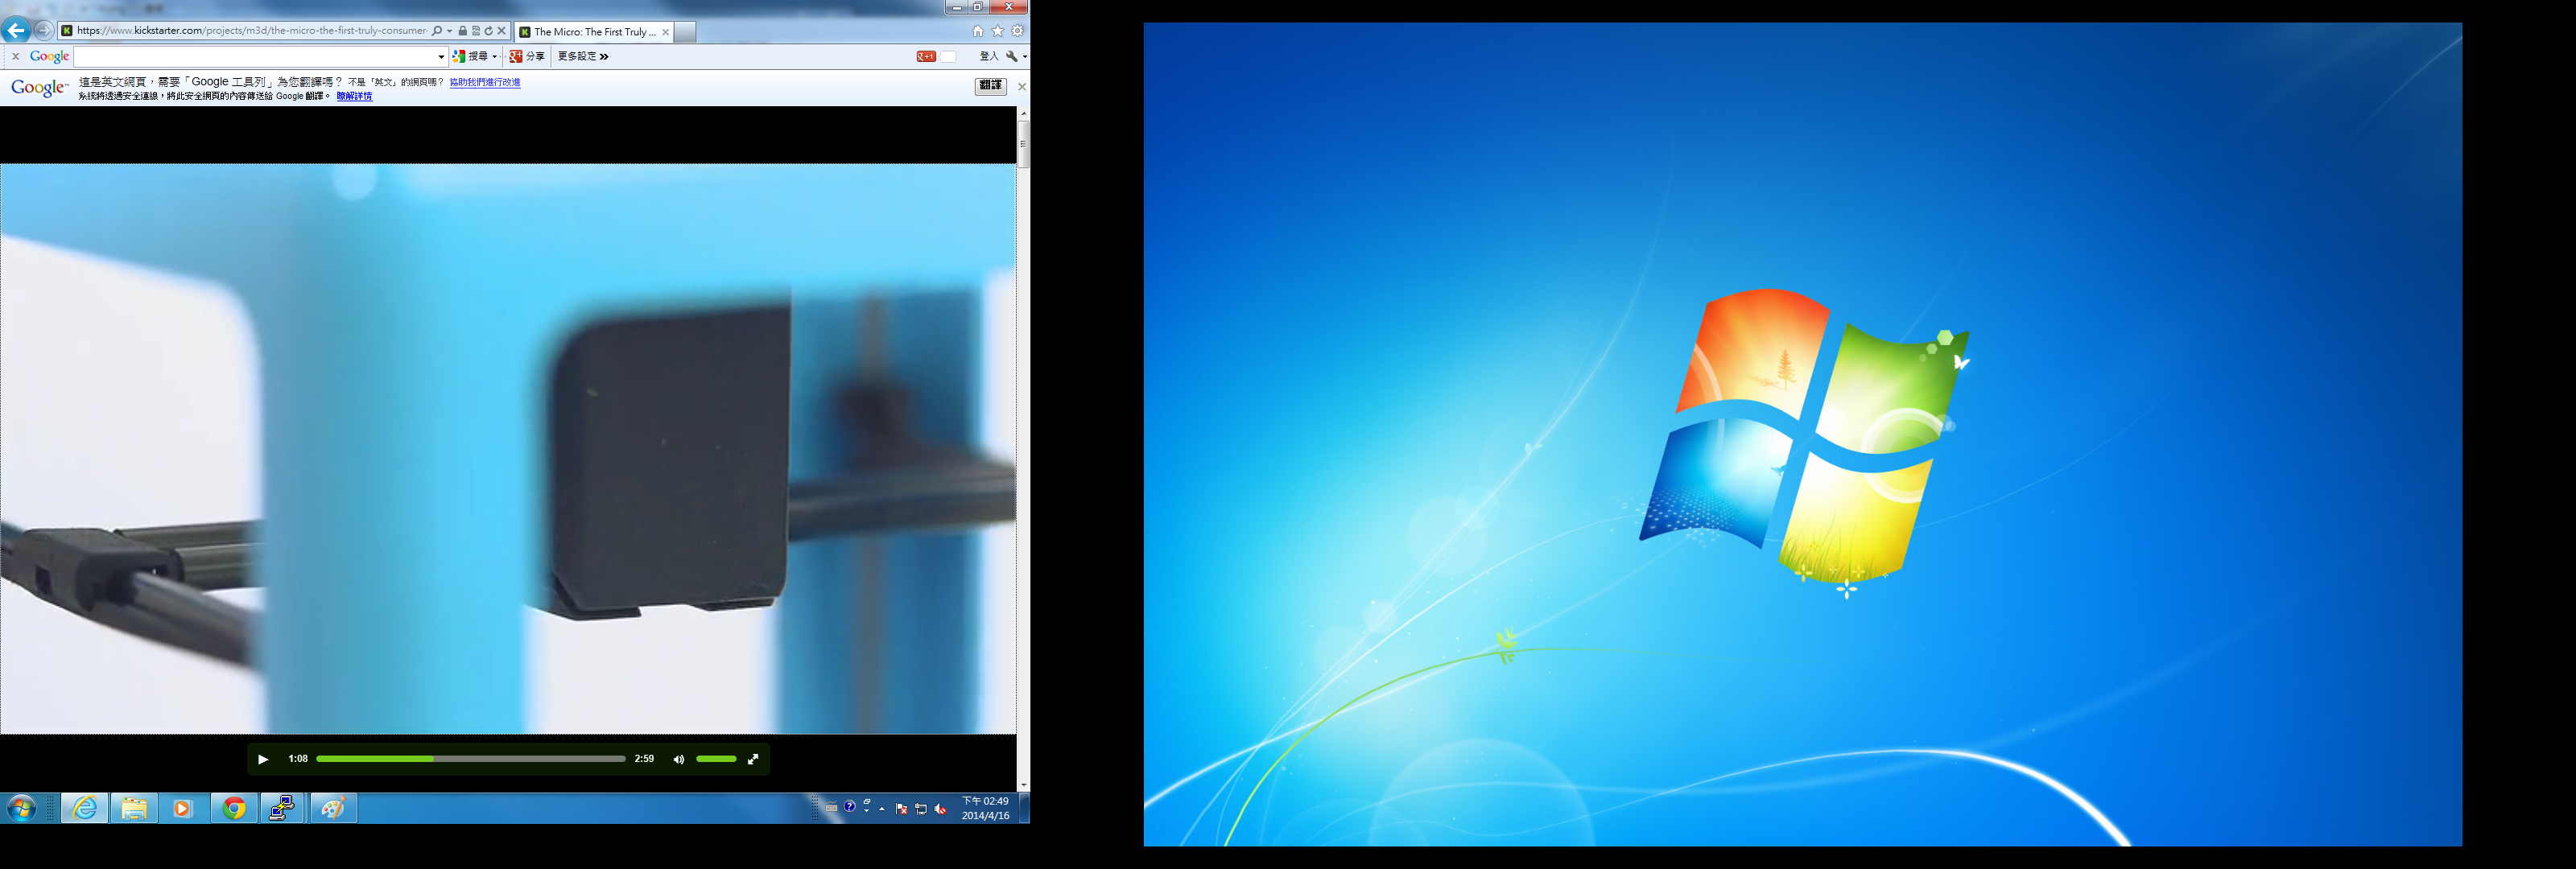 https://www.kickstarter.com/projects/m3d/the-micro-the-first-truly-consumer-
The Micro: The First Truly ...
Google
搜尋
分享
更多設定
+1
登入
Google
這是英文網頁,需要「Google 工具列」為您翻譯嗎? 不是「英文」的網頁嗎? 協助我們進行改進
系統將透過安全連線,將此安全網頁的內容傳送給 Google 翻譯。 瞭解詳情
翻譯
1:08
2:59
下午 02:49
2014/4/16